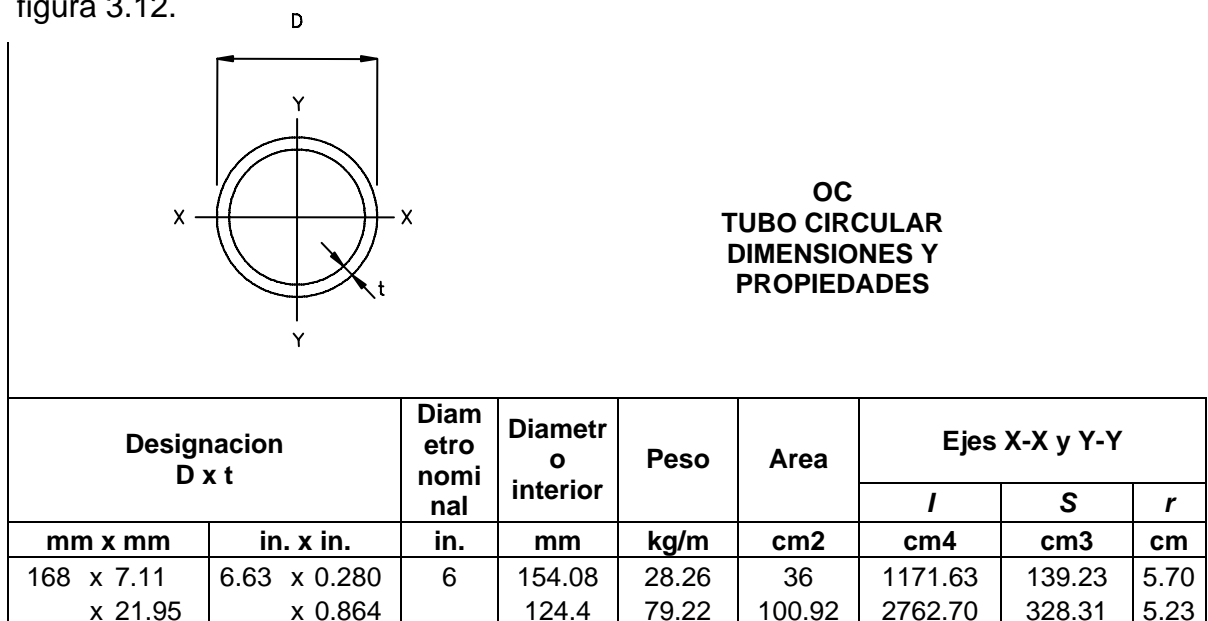 figura 3.12.
D
Y
X X
t
Y
OC
TUBO CIRCULAR
DIMENSIONES Y
PROPIEDADES
Designacion
D x t
Diam
etro
nomi
nal
Diametr
o
interior
Peso
Area
Ejes X-X y Y-Y
I S r
mm x mm in. x in. in. mm kg/m cm2 cm4 cm3 cm
168 x 7.11 6.63 x 0.280 6 154.08 28.26 36 1171.63 139.23 5.70
x 21.95 x 0.864 124.4 79.22 100.92 2762.70 328.31 5.23